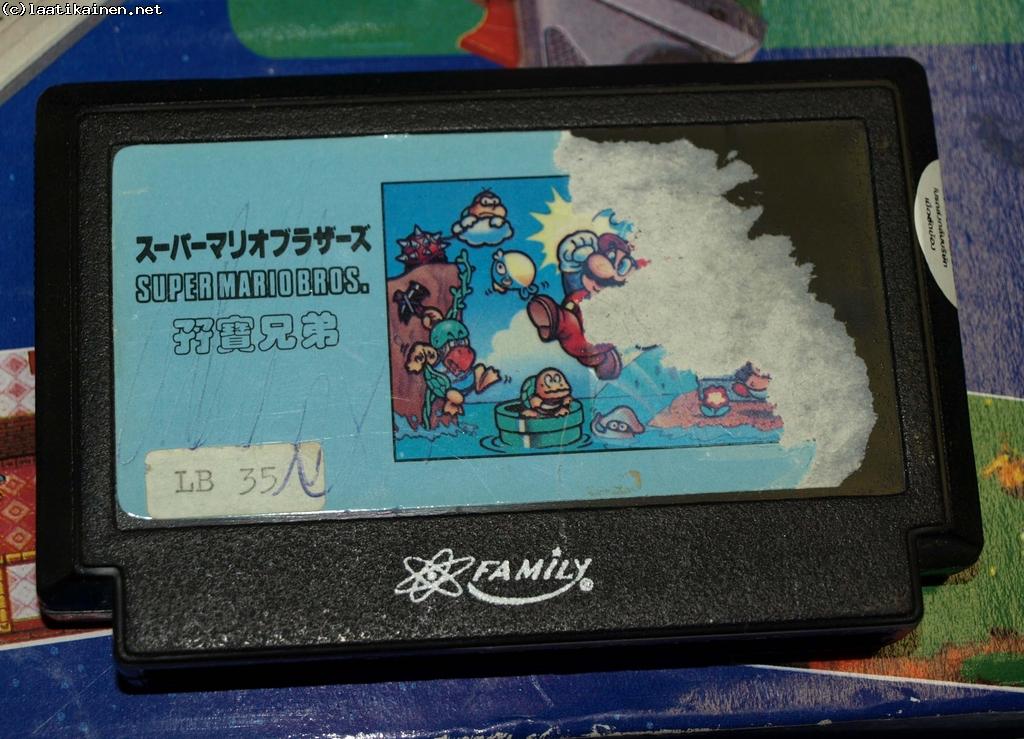 (c)laatikainen.net
スーパーマリオブラザーズ
SUPER MARIO BROS.
孖寶兄弟
LB 35
FAMILY